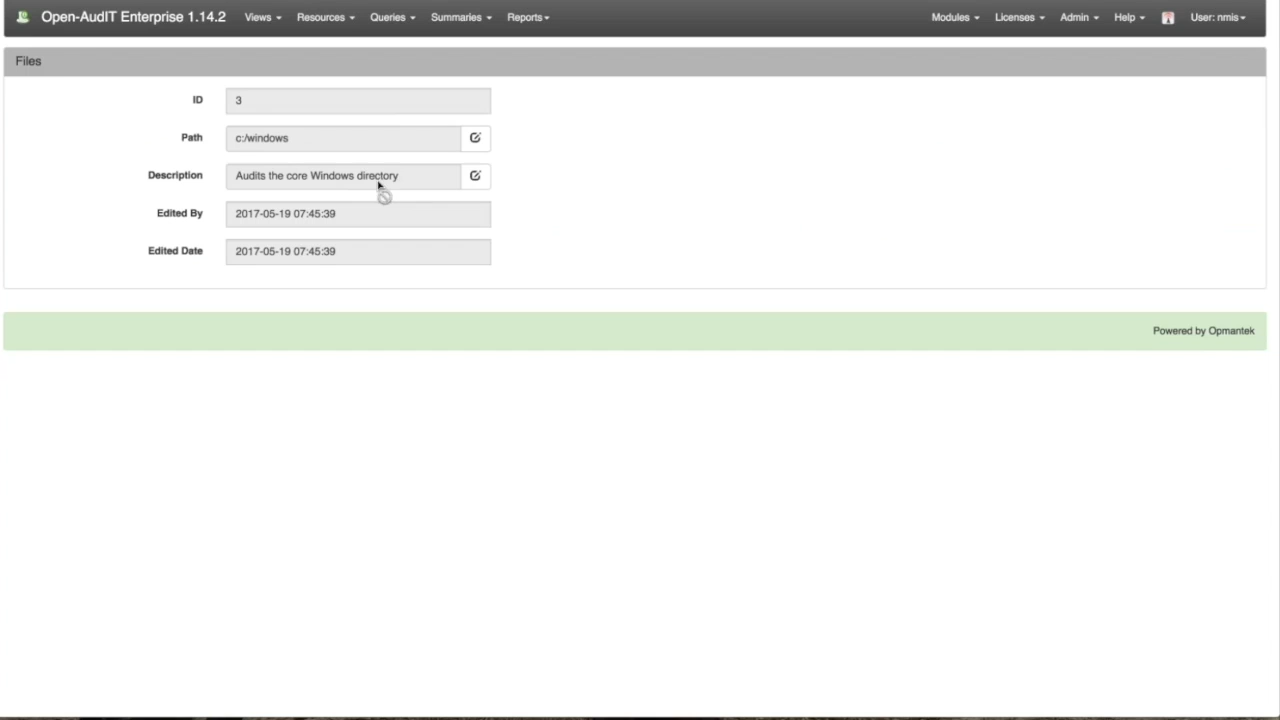 Open-AudIT Enterprise 1.14.2 Views Resources Queries Summaries Reports Modules Licenses Admin Help User: nmis
Files
ID 3
Path c:/windows
Description Audits the core Windows directory
Edited By 2017-05-19 07:45:39
Edited Date 2017-05-19 07:45:39
Powered by Opmantek